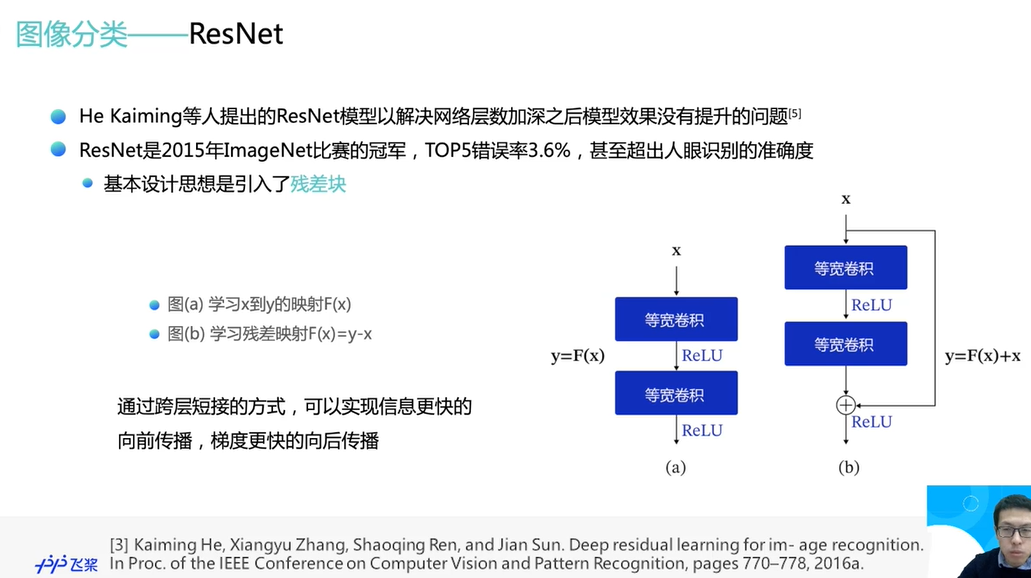 图像分类——ResNet
He Kaiming等人提出的ResNet模型以解决网络层数加深之后模型效果没有提升的问题[5]
ResNet是2015年ImageNet比赛的冠军，TOP5错误率3.6%，甚至超出人眼识别的准确度
基本设计思想是引入了残差块
图(a) 学习x到y的映射F(x)
图(b) 学习残差映射F(x)=y-x
通过跨层短接的方式，可以实现信息更快的
向前传播，梯度更快的向后传播
x
等宽卷积
ReLU
y=F(x)
等宽卷积
ReLU
(a)
x
等宽卷积
ReLU
等宽卷积
y=F(x)+x
ReLU
(b)
[3] Kaiming He, Xiangyu Zhang, Shaoqing Ren, and Jian Sun. Deep residual learning for im- age recognition.
In Proc. of the IEEE Conference on Computer Vision and Pattern Recognition, pages 770–778, 2016a.
飞桨